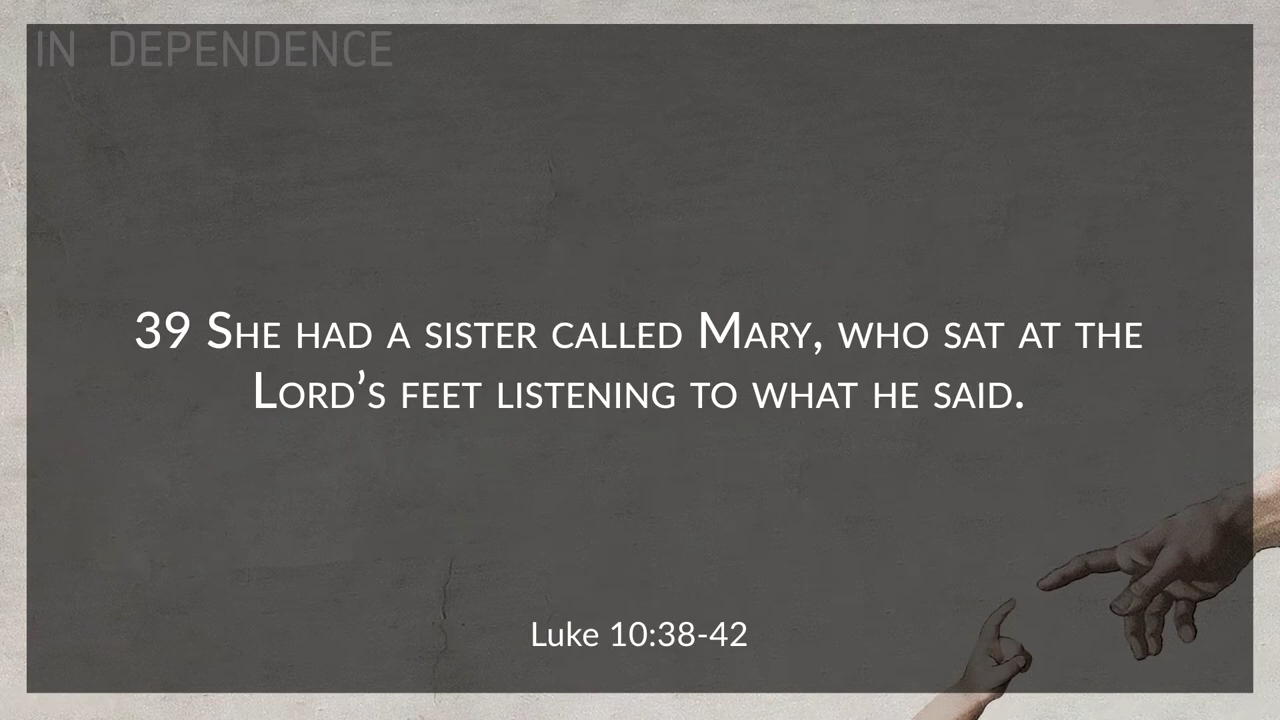 IN DEPENDENCE
39 She had a sister called Mary, who sat at the
Lord’s feet listening to what he said.
Luke 10:38-42